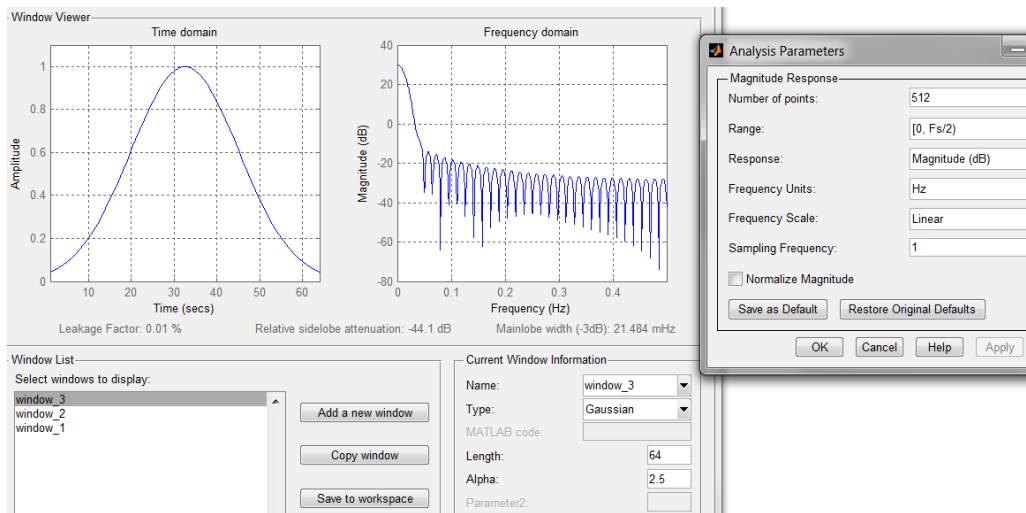 Window Viewer
Time domain
Frequency domain
Amplitude
1
0.8
0.6
0.4
0.2
0
10 20 30 40 50 60
Time (secs)
Magnitude (dB)
40
20
0
-20
-40
-60
-80
0 0.1 0.2 0.3 0.4
Frequency (Hz)
Leakage Factor: 0.01 %
Relative sidelobe attenuation: -44.1 dB
Mainlobe width (-3dB): 21.484 mHz
Window List
Select windows to display:
window_3
window_2
window_1
Add a new window
Copy window
Save to workspace
Current Window Information
Name: window_3
Type: Gaussian
MATLAB code:
Length: 64
Alpha: 2.5
Parameter2:
Analysis Parameters
Magnitude Response
Number of points: 512
Range: [0, Fs/2)
Response: Magnitude (dB)
Frequency Units: Hz
Frequency Scale: Linear
Sampling Frequency: 1
Normalize Magnitude
Save as Default Restore Original Defaults
OK Cancel Help Apply